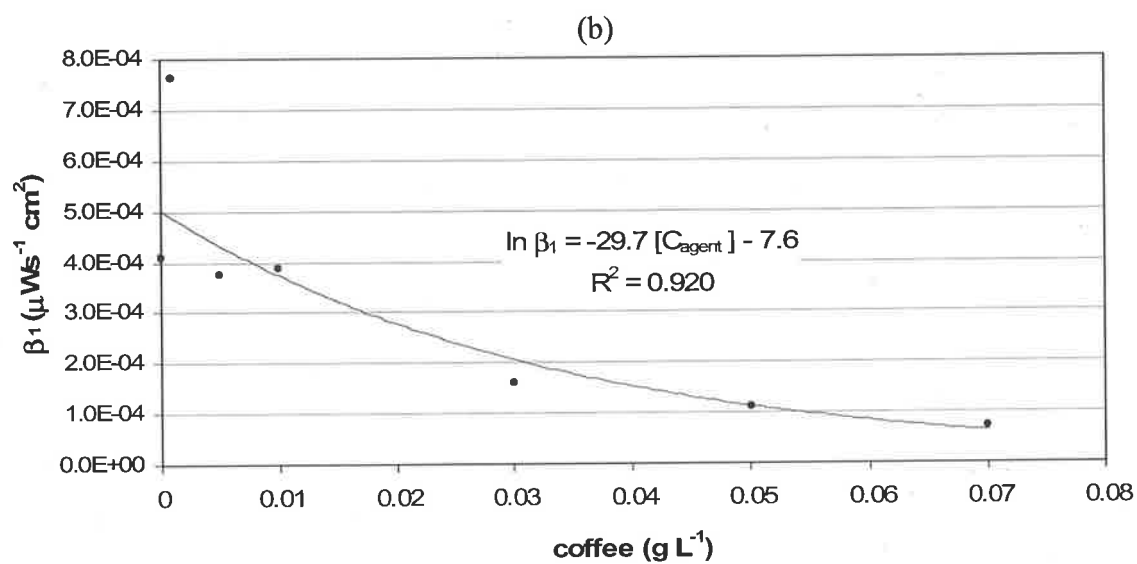 (b)
8.0E-04
7.0E-04
6.0E-04
5.0E-04
4.0E-04
3.0E-04
2.0E-04
1.0E-04
0.0E+00
β₁ (μWs⁻¹ cm²)
ln β₁ = -29.7 [C_agent] - 7.6
R² = 0.920
0 0.01 0.02 0.03 0.04 0.05 0.06 0.07 0.08
coffee (g L⁻¹)